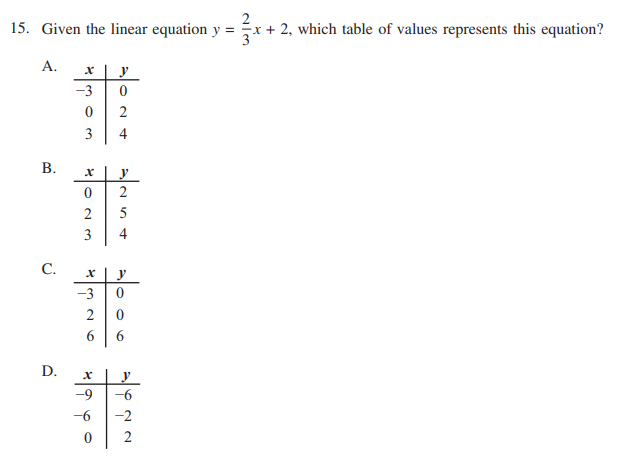 15. Given the linear equation y = 2/3 x + 2, which table of values represents this equation?
A. x y
−3 0
0 2
3 4
B. x y
0 2
2 5
3 4
C. x y
−3 0
2 0
6 6
D. x y
−9 −6
−6 −2
0 2